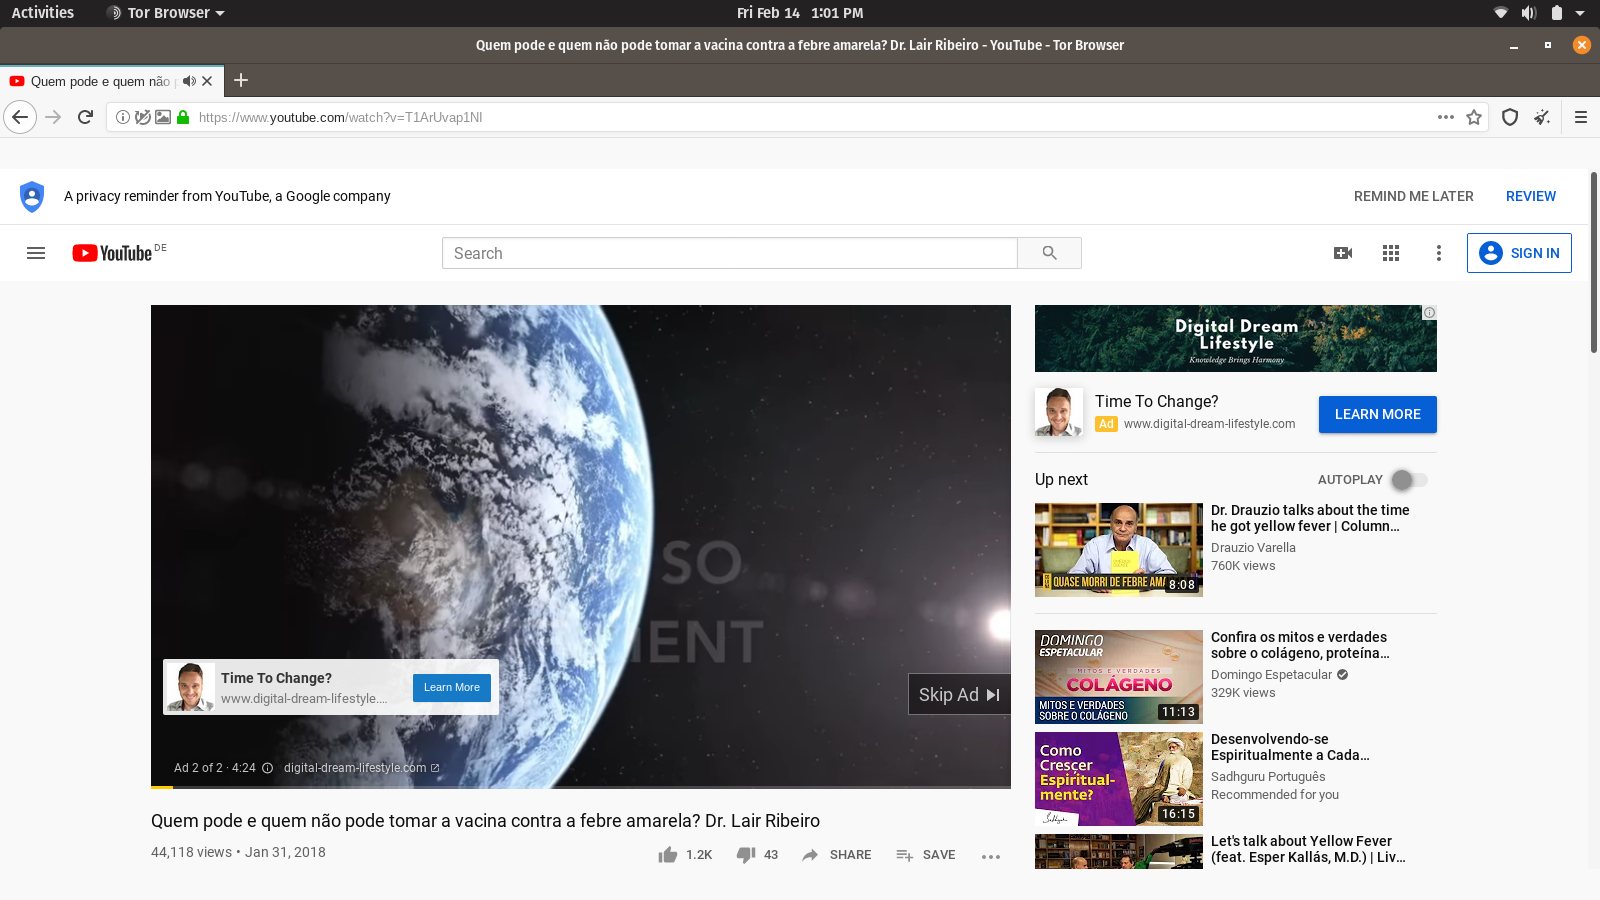 Activities
Tor Browser
Fri Feb 14 1:01 PM
Quem pode e quem não pode tomar a vacina contra a febre amarela? Dr. Lair Ribeiro - YouTube - Tor Browser
Quem pode e quem não p
https://www.youtube.com/watch?v=T1ArUvap1NI
A privacy reminder from YouTube, a Google company
REMIND ME LATER
REVIEW
YouTube DE
Search
SIGN IN
SO
MENT
Time To Change?
www.digital-dream-lifestyle....
Learn More
Skip Ad
Ad 2 of 2 · 4:24
digital-dream-lifestyle.com
Quem pode e quem não pode tomar a vacina contra a febre amarela? Dr. Lair Ribeiro
44,118 views • Jan 31, 2018
1.2K
43
SHARE
SAVE
Digital Dream
Lifestyle
Knowledge Brings Harmony
Time To Change?
Ad www.digital-dream-lifestyle.com
LEARN MORE
Up next
AUTOPLAY
QUASE MORRI DE FEBRE AMA
8:08
Dr. Drauzio talks about the time
he got yellow fever | Column...
Drauzio Varella
760K views
DOMINGO
ESPETACULAR
MITOS E VERDADES
COLÁGENO
MITOS E VERDADES
SOBRE O COLÁGENO
11:13
Confira os mitos e verdades
sobre o colágeno, proteína...
Domingo Espetacular
329K views
Como
Crescer
Espiritual-
mente?
16:15
Desenvolvendo-se
Espiritualmente a Cada...
Sadhguru Português
Recommended for you
Let's talk about Yellow Fever
(feat. Esper Kallás, M.D.) | Liv...